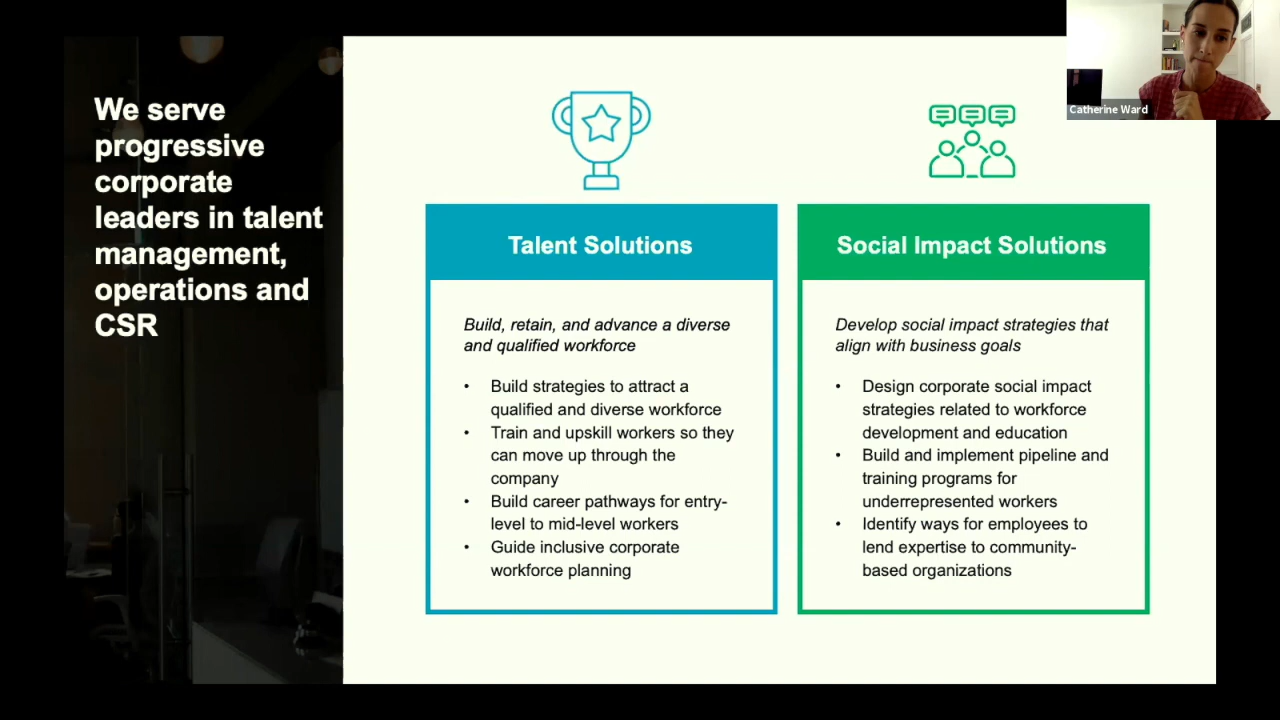 We serve
progressive
corporate
leaders in talent
management,
operations and
CSR
Catherine Ward
Talent Solutions
Build, retain, and advance a diverse
and qualified workforce
• Build strategies to attract a
qualified and diverse workforce
• Train and upskill workers so they
can move up through the
company
• Build career pathways for entry-
level to mid-level workers
• Guide inclusive corporate
workforce planning
Social Impact Solutions
Develop social impact strategies that
align with business goals
• Design corporate social impact
strategies related to workforce
development and education
• Build and implement pipeline and
training programs for
underrepresented workers
• Identify ways for employees to
lend expertise to community-
based organizations